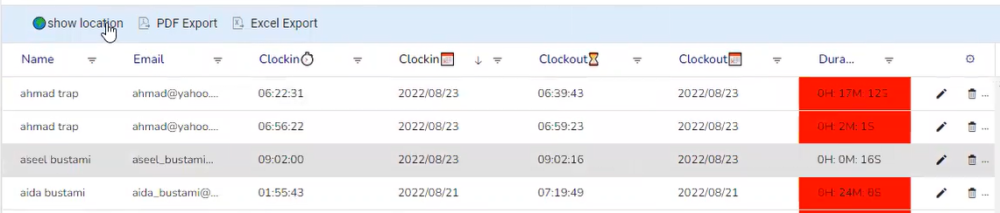 show location PDF Export Excel Export
Name Email Clockin Clockin Clockout Clockout Dura...
ahmad trap ahmad@yahoo.... 06:22:31 2022/08/23 06:39:43 2022/08/23 0H: 17M: 12S
ahmad trap ahmad@yahoo.... 06:56:22 2022/08/23 06:59:23 2022/08/23 0H: 2M: 1S
aseel bustami aseel_bustami... 09:02:00 2022/08/23 09:02:16 2022/08/23 0H: 0M: 16S
aida bustami aida_bustami@... 01:55:43 2022/08/21 07:19:49 2022/08/21 24M: 6S